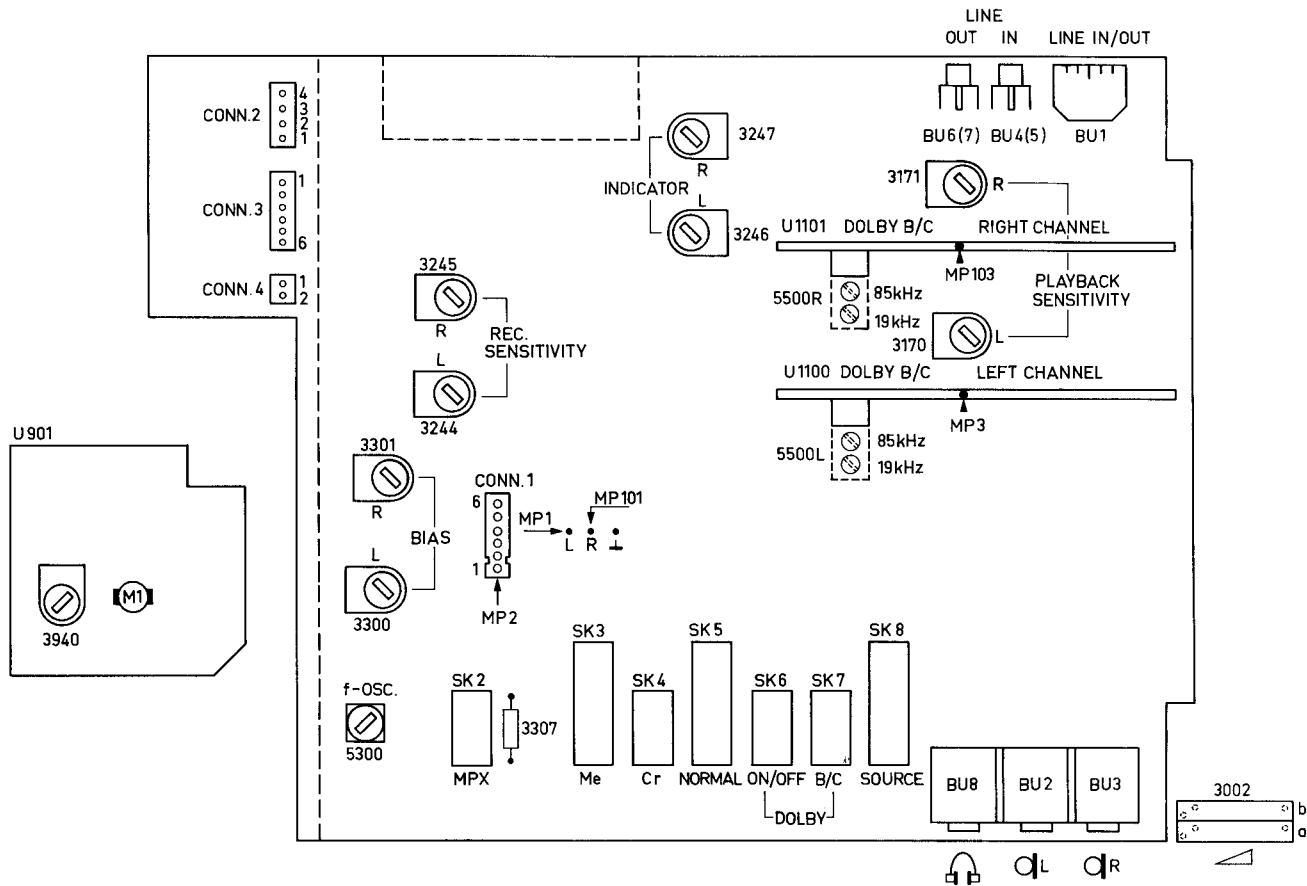 LINE
OUT IN LINE IN/OUT
BU6(7) BU4(5) BU1
CONN.2
4
3
2
1
CONN.3
1
6
CONN.4
1
2
3247
R
INDICATOR
L
3246
3171
R
U1101 DOLBY B/C RIGHT CHANNEL
MP103
5500R
85kHz
19kHz
PLAYBACK
SENSITIVITY
3170
L
U1100 DOLBY B/C LEFT CHANNEL
MP3
5500L
85kHz
19kHz
3245
R
REC.
SENSITIVITY
L
3244
3301
R
BIAS
L
3300
CONN.1
6
1
MP2
MP1
MP101
L R
U901
3940
M1
f-OSC.
5300
SK2
MPX
3307
SK3
Me
SK4
Cr
SK5
NORMAL
SK6
ON/OFF
SK7
B/C
DOLBY
SK8
SOURCE
BU8
BU2
BU3
L
R
3002
b
a